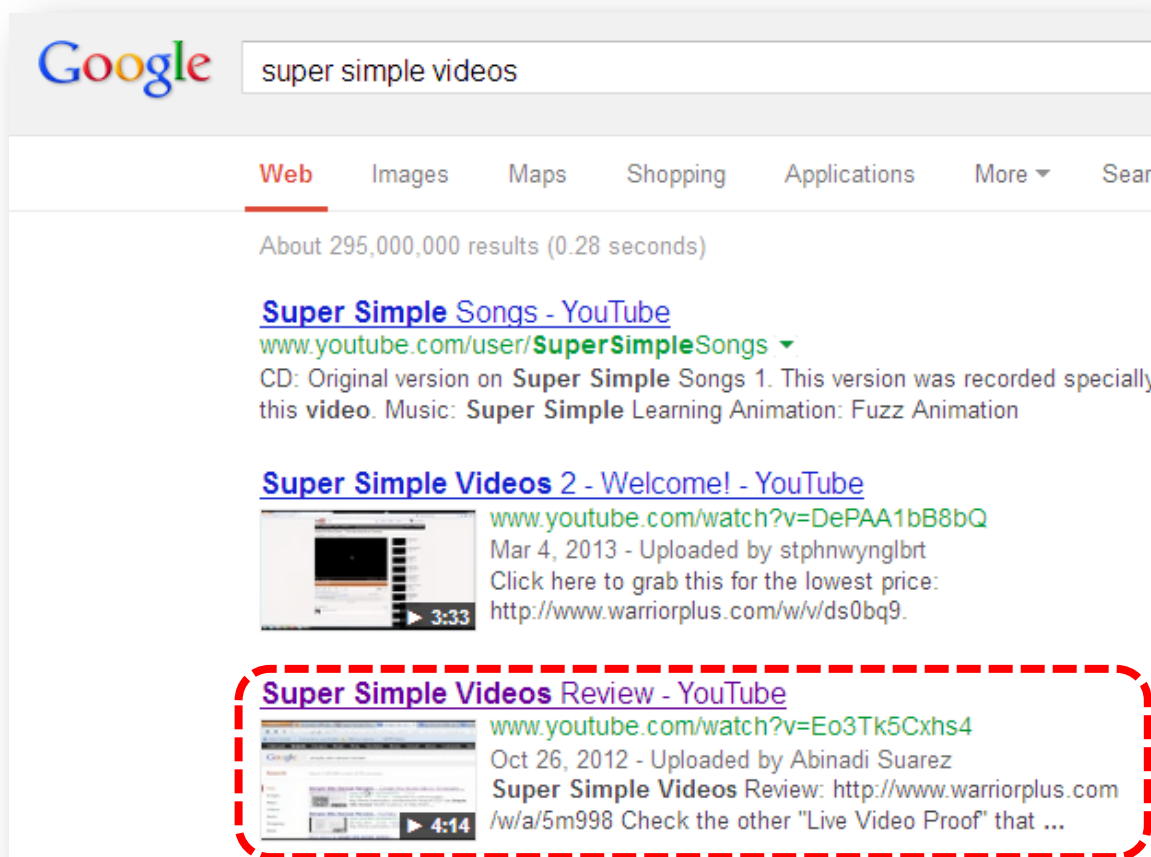 Google super simple videos
Web Images Maps Shopping Applications More
About 295,000,000 results (0.28 seconds)
Super Simple Songs - YouTube
www.youtube.com/user/SuperSimpleSongs
CD: Original version on Super Simple Songs 1. This version was recorded specially
this video. Music: Super Simple Learning Animation: Fuzz Animation
Super Simple Videos 2 - Welcome! - YouTube
www.youtube.com/watch?v=DePAA1bB8bQ
Mar 4, 2013 - Uploaded by stphnwynglbrt
Click here to grab this for the lowest price:
3:33 http://www.warriorplus.com/w/v/ds0bq9.
Super Simple Videos Review - YouTube
www.youtube.com/watch?v=Eo3Tk5Cxhs4
Oct 26, 2012 - Uploaded by Abinadi Suarez
Super Simple Videos Review: http://www.warriorplus.com
4:14 /w/a/5m998 Check the other "Live Video Proof" that ...